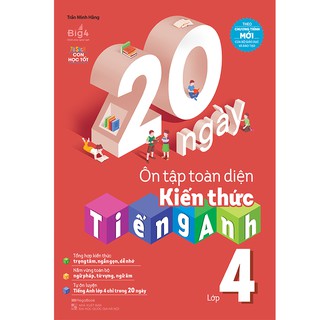 Trần Minh Hồng
Big4
CON HỌC TỐT
THEO
CHƯƠNG TRÌNH
MỚI
20
ngày
Ôn tập toàn diện
Kiến thức
Tiếng Anh
Tổng hợp kiến thức
trọng tâm, ngắn gọn, dễ nhớ
Nắm vững toàn bộ
ngữ pháp, từ vựng, ngữ âm
Tự ôn luyện
Tiếng Anh lớp 4 chỉ trong 20 ngày
Lớp
4